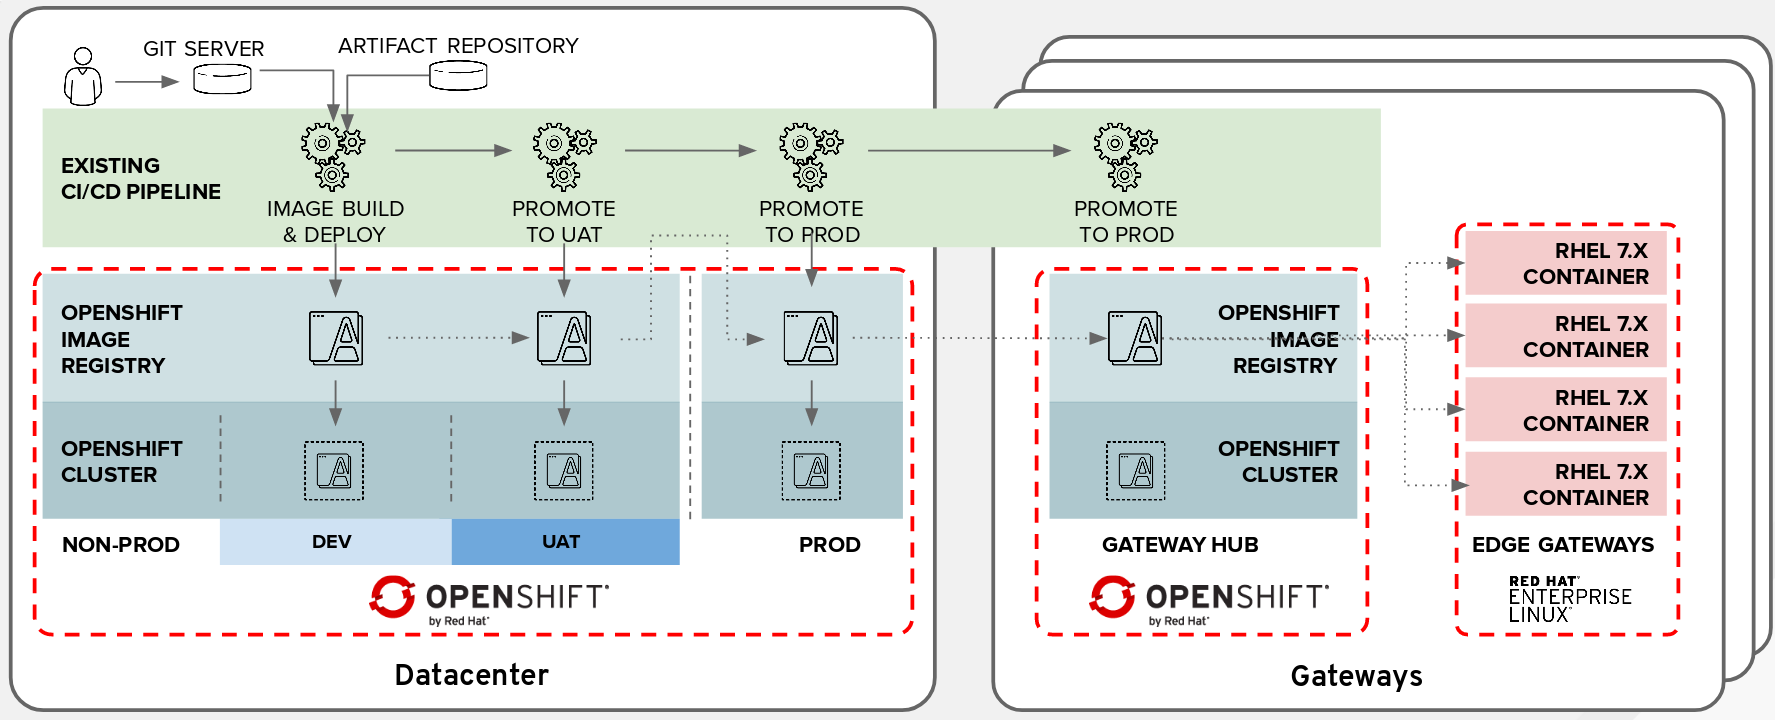 GIT SERVER
ARTIFACT REPOSITORY
EXISTING
CI/CD PIPELINE
IMAGE BUILD
& DEPLOY
PROMOTE
TO UAT
PROMOTE
TO PROD
PROMOTE
TO PROD
OPENSHIFT
IMAGE
REGISTRY
OPENSHIFT
CLUSTER
NON-PROD
DEV
UAT
PROD
OPENSHIFT
by Red Hat
Datacenter
OPENSHIFT
IMAGE
REGISTRY
OPENSHIFT
CLUSTER
GATEWAY HUB
OPENSHIFT
by Red Hat
RHEL 7.X
CONTAINER
RHEL 7.X
CONTAINER
RHEL 7.X
CONTAINER
RHEL 7.X
CONTAINER
EDGE GATEWAYS
RED HAT
ENTERPRISE
LINUX
Gateways